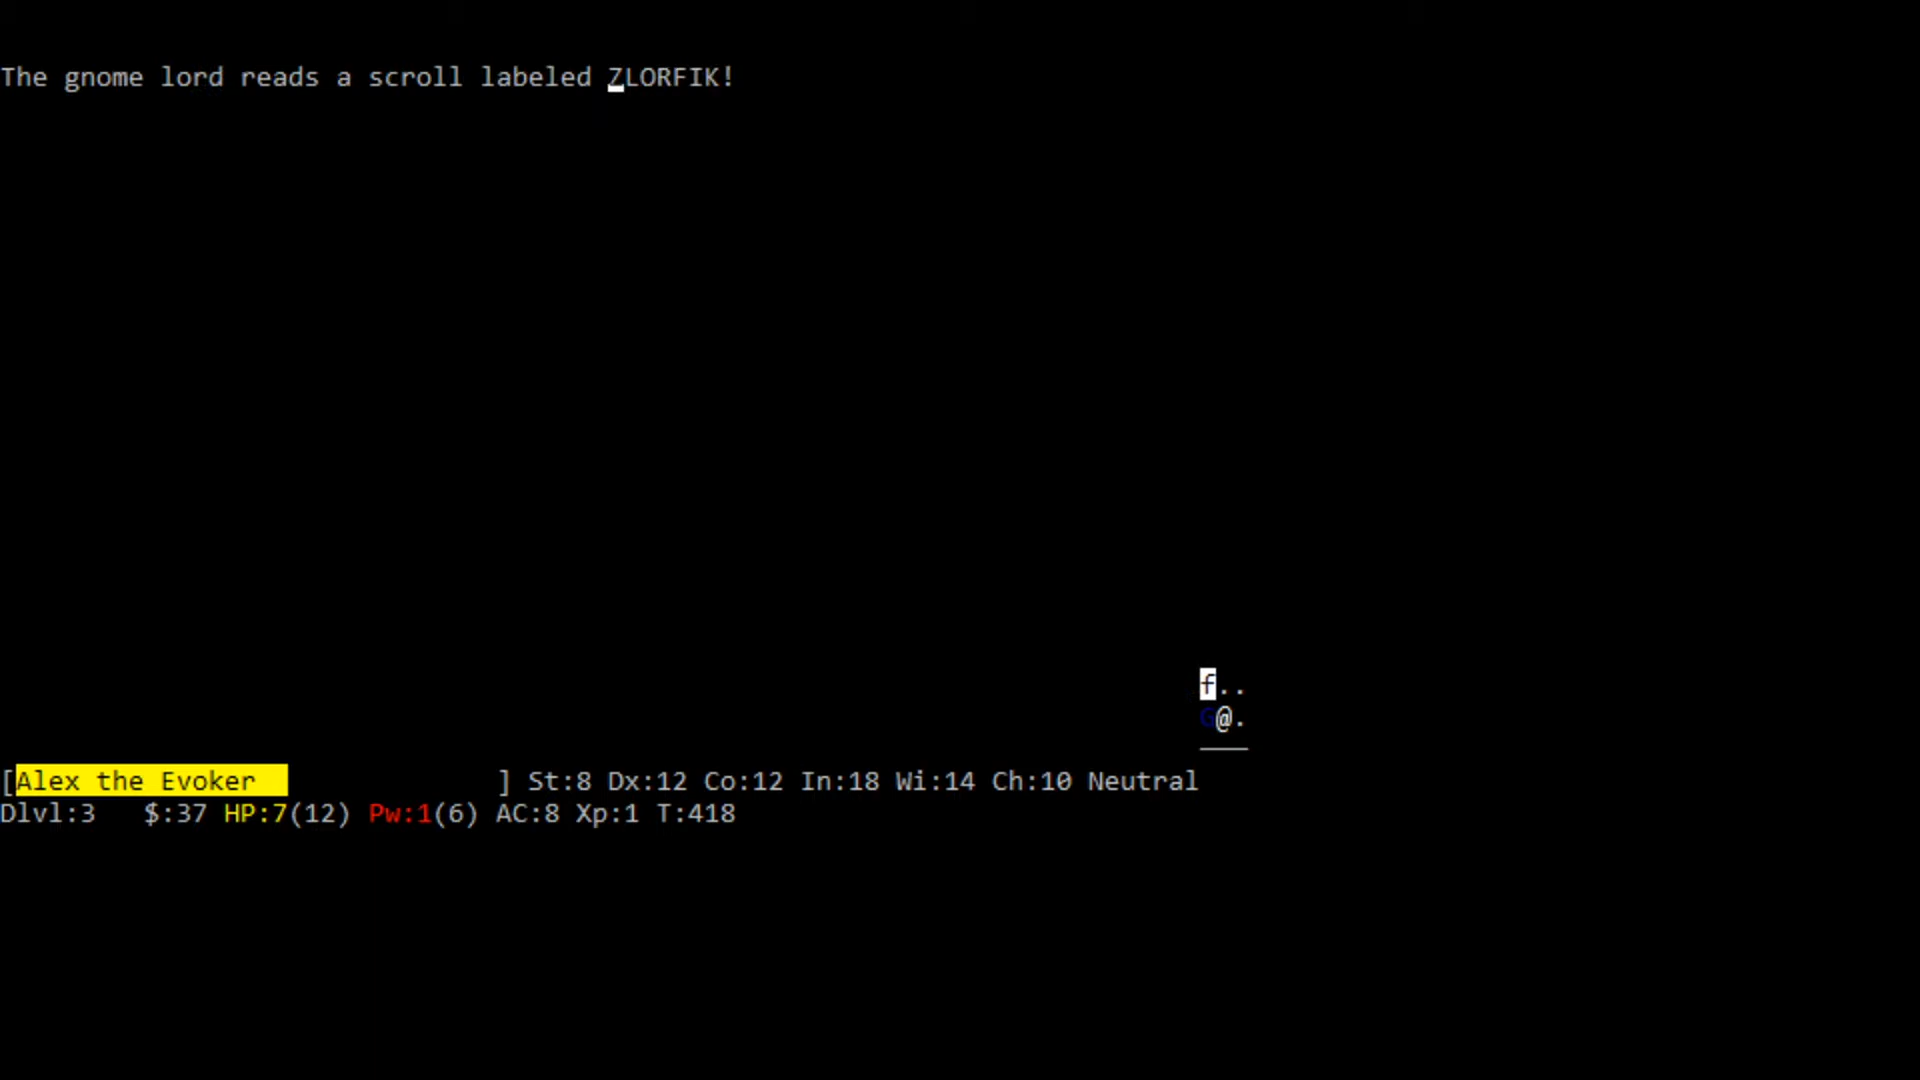 The gnome lord reads a scroll labeled ZLORFIK!
f..
G@.
[Alex the Evoker ] St:8 Dx:12 Co:12 In:18 Wi:14 Ch:10 Neutral
Dlvl:3 $:37 HP:7(12) Pw:1(6) AC:8 Xp:1 T:418